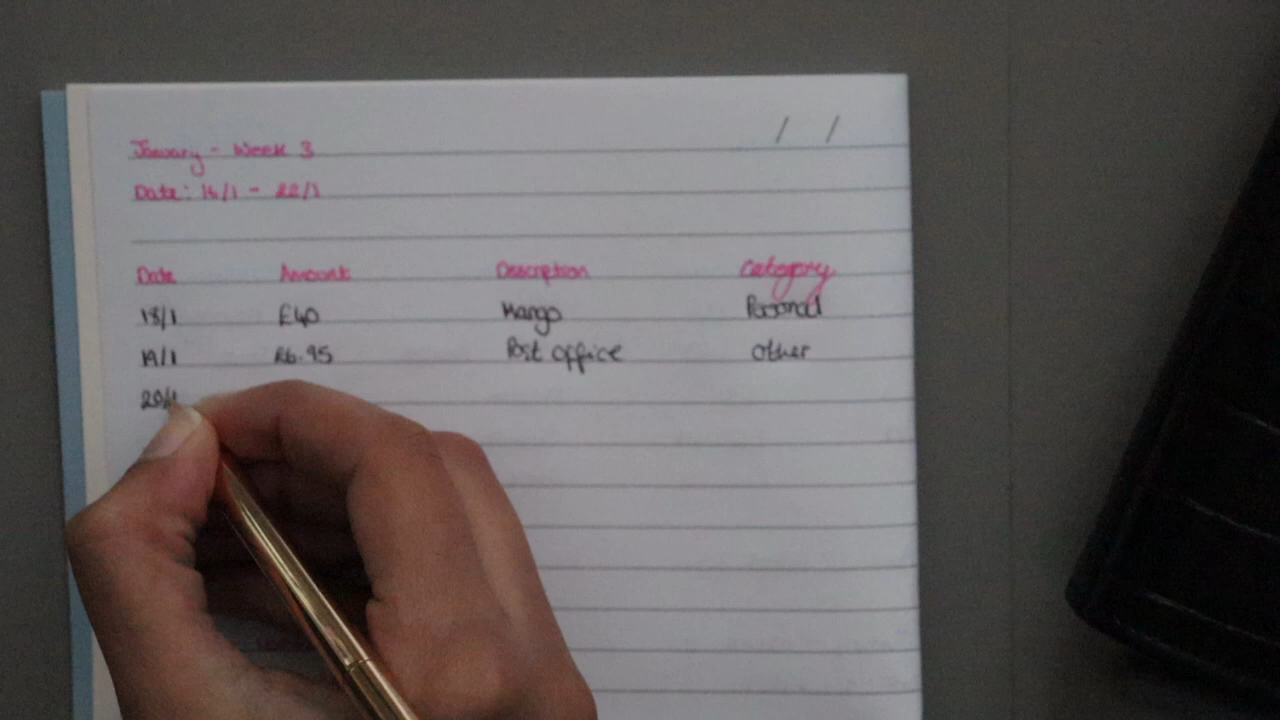 January - Week 3
Date: 16/1 - 22/1
/ /
Date Amount Description Category
18/1 £40 Mango Personal
19/1 £6.95 Post office other
20/1